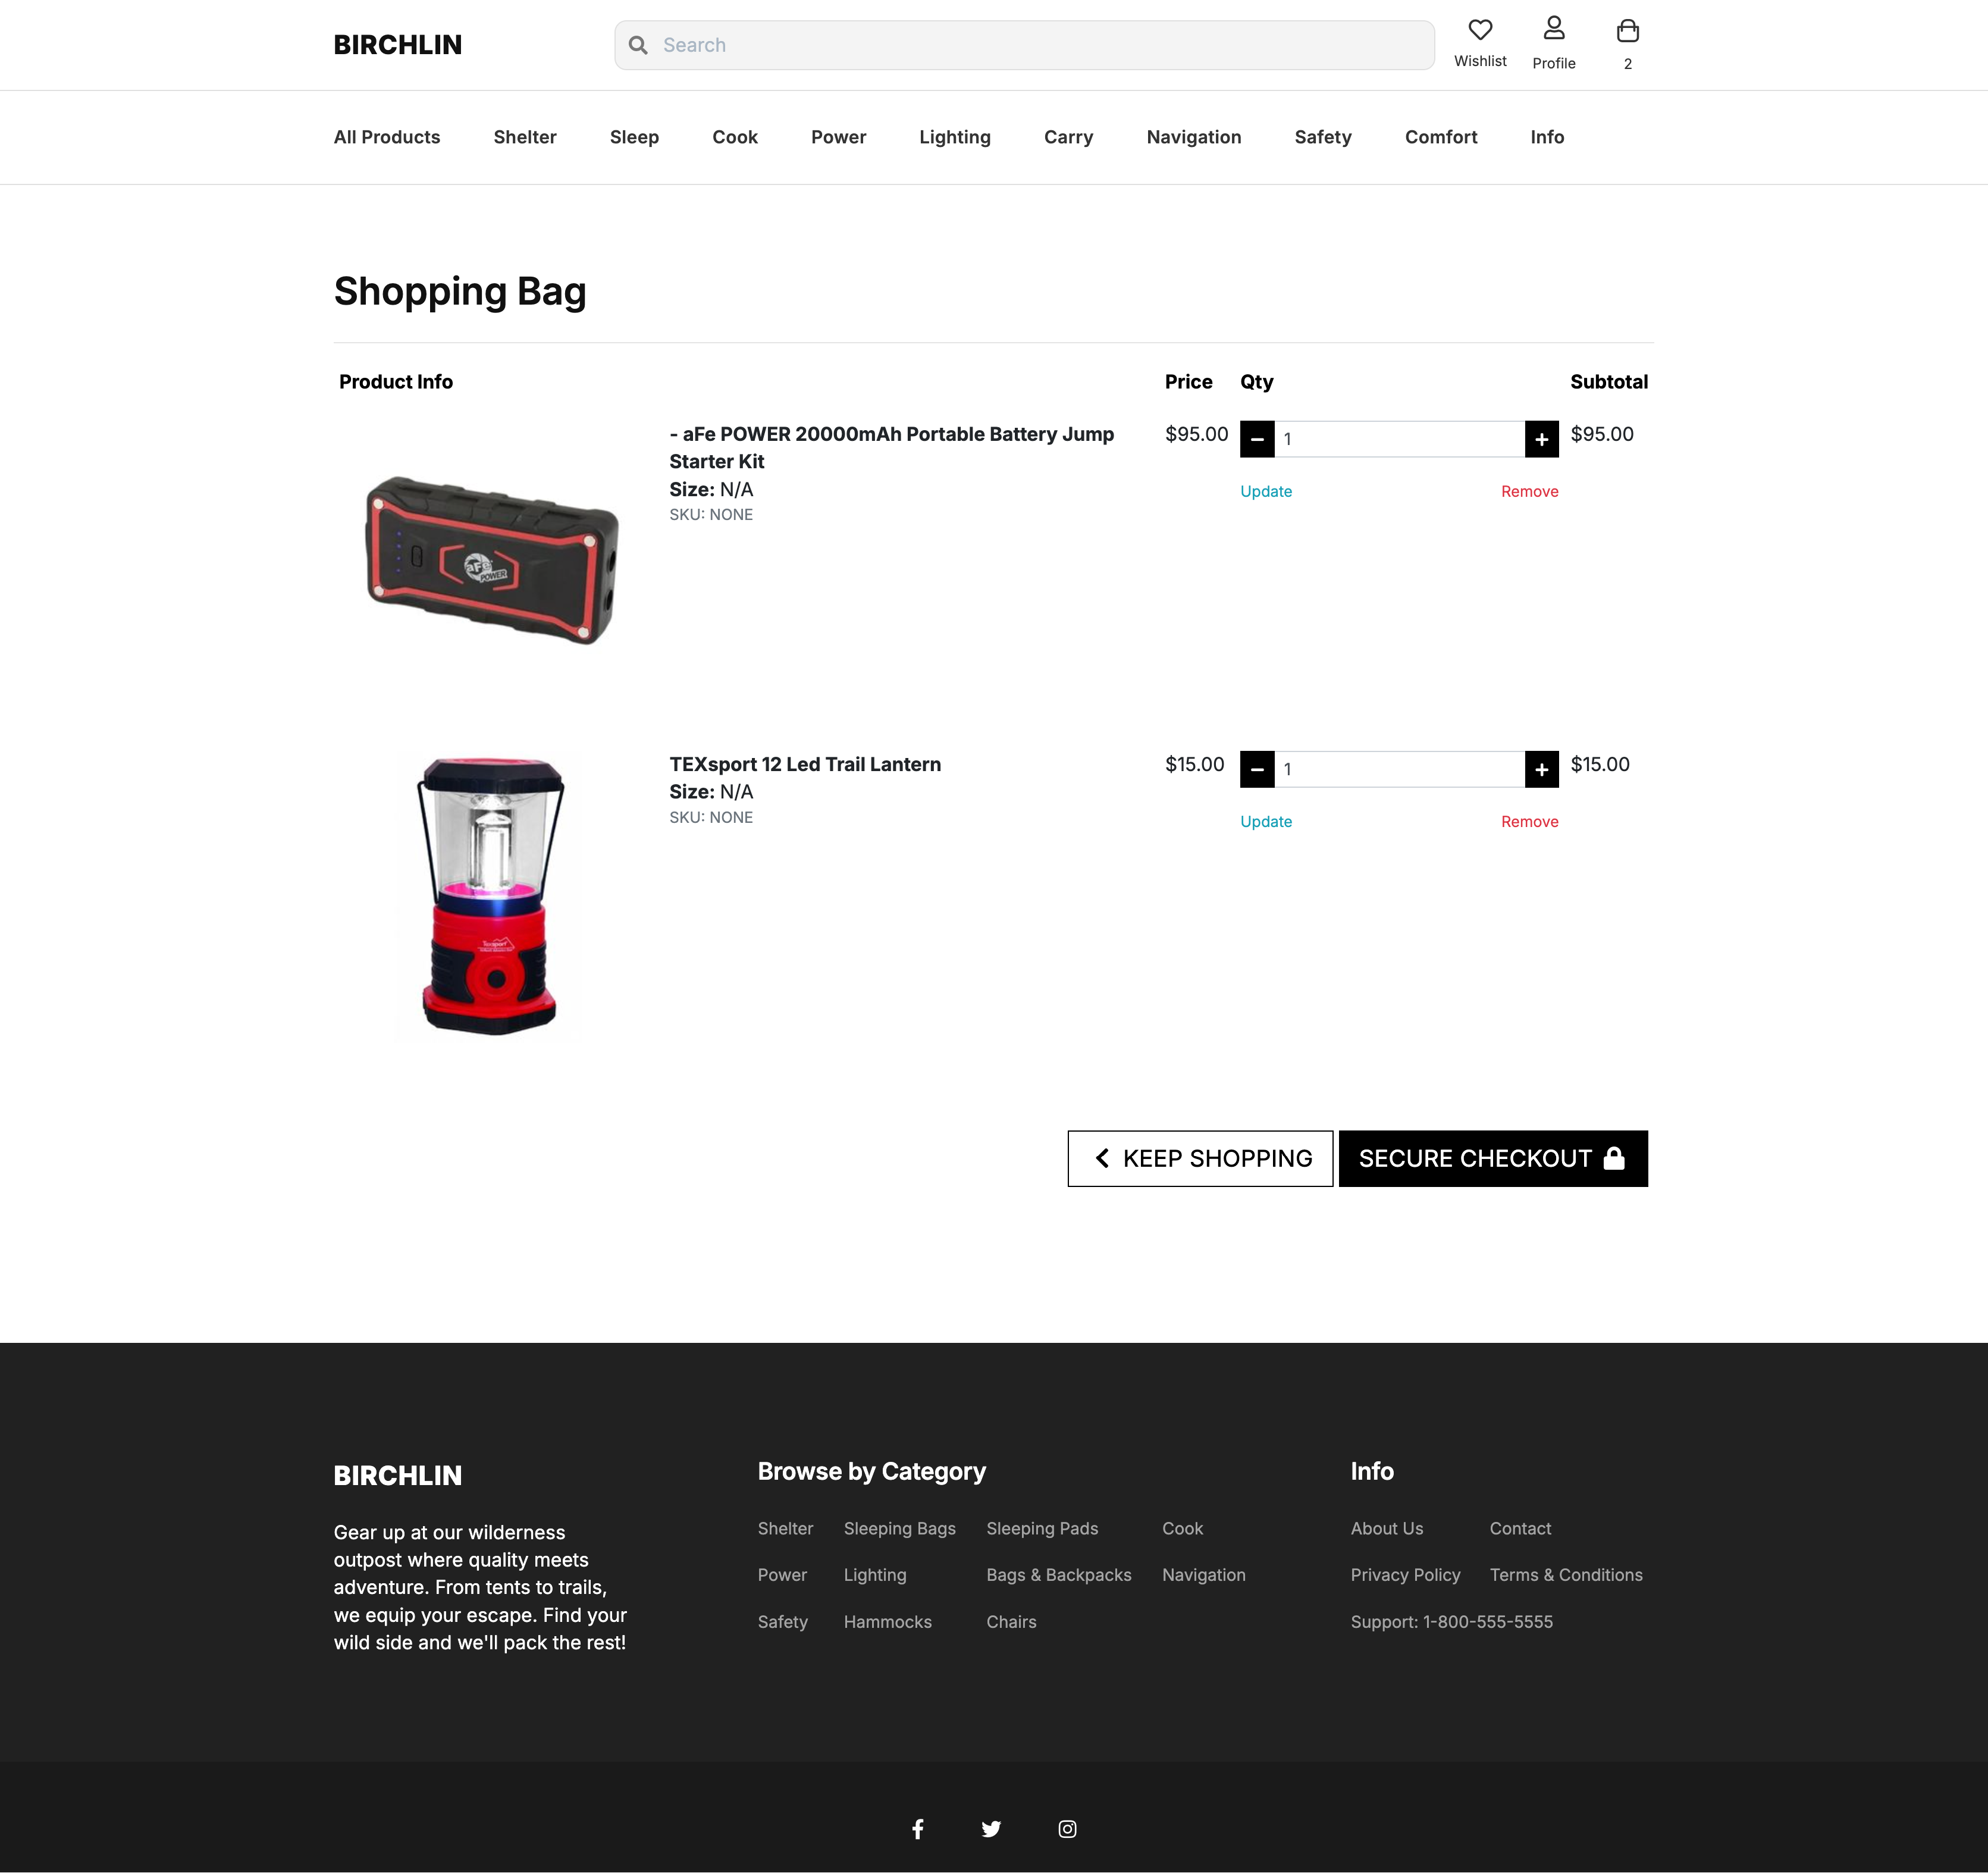 BIRCHLIN
Search
Wishlist
Profile
2
All Products
Shelter
Sleep
Cook
Power
Lighting
Carry
Navigation
Safety
Comfort
Info
Shopping Bag
Product Info
Price
Qty
Subtotal
- aFe POWER 20000mAh Portable Battery Jump
Starter Kit
Size: N/A
SKU: NONE
$95.00
1
$95.00
Update
Remove
aFe
POWER
TEXsport 12 Led Trail Lantern
Size: N/A
SKU: NONE
$15.00
1
$15.00
Update
Remove
Texsport
KEEP SHOPPING
SECURE CHECKOUT
BIRCHLIN
Gear up at our wilderness
outpost where quality meets
adventure. From tents to trails,
we equip your escape. Find your
wild side and we'll pack the rest!
Browse by Category
Shelter
Sleeping Bags
Sleeping Pads
Cook
Power
Lighting
Bags & Backpacks
Navigation
Safety
Hammocks
Chairs
Info
About Us
Contact
Privacy Policy
Terms & Conditions
Support: 1-800-555-5555